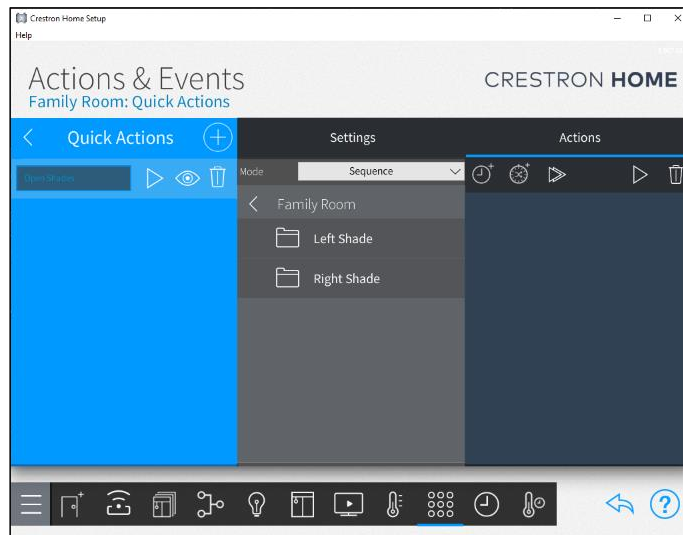 Crestron Home Setup
Help
Actions & Events
Family Room: Quick Actions
CRESTRON HOME
Quick Actions
Settings
Actions
Open Shades
Mode
Sequence
Family Room
Left Shade
Right Shade